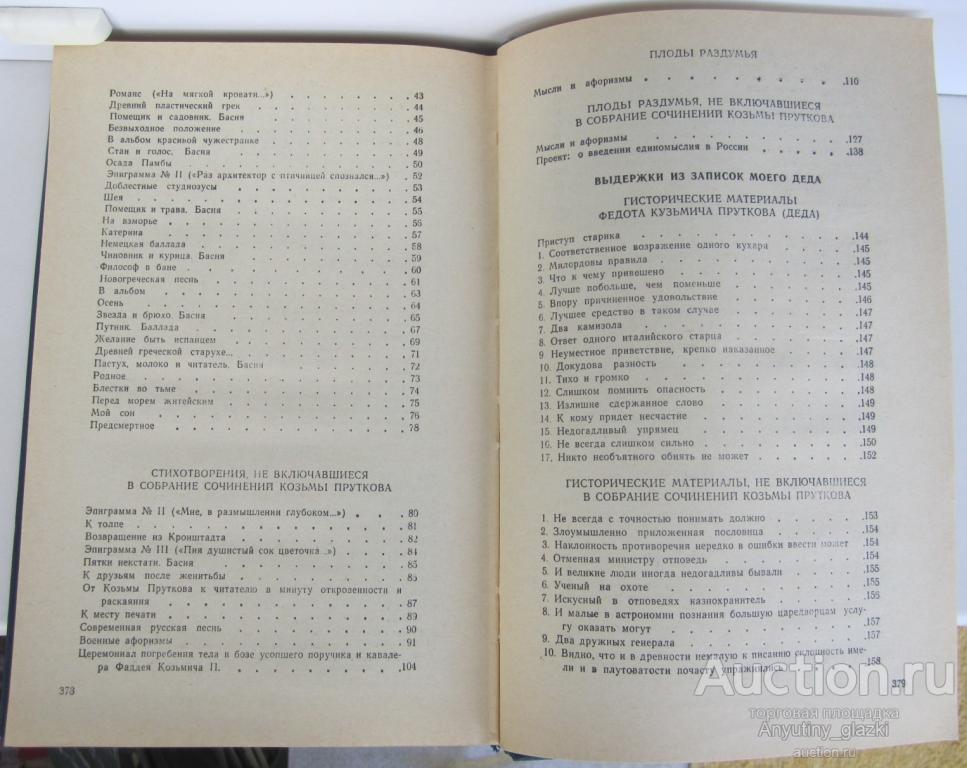 Романс («На мягкой кровати...») . . . . . . 43
Древний пластический грек . . . . . . . . 44
Помещик и садовник. Басня . . . . . . . . 45
Безвыходное положение . . . . . . . . . 46
В альбом красивой чужестранке . . . . . . . 48
Стан и голос. Басня . . . . . . . . . . 49
Осада Памбы . . . . . . . . . . . . 50
Эпиграмма № II («Раз архитектор с птичницей спознался...») . 52
Доблестные студиозусы . . . . . . . . . 53
Шея . . . . . . . . . . . . . . 54
Помещик и трава. Басня . . . . . . . . . 55
На взморье . . . . . . . . . . . . 56
Катерина . . . . . . . . . . . . . 57
Немецкая баллада . . . . . . . . . . 58
Чиновник и курица. Басня . . . . . . . . 59
Философ в бане . . . . . . . . . . . 60
Новогреческая песнь . . . . . . . . . . 61
В альбом . . . . . . . . . . . . . 63
Осень . . . . . . . . . . . . . . 64
Звезда и брюхо. Басня . . . . . . . . . 65
Путник. Баллада . . . . . . . . . . . 67
Желание быть испанцем . . . . . . . . . 69
Древней греческой старухе... . . . . . . . . 71
Пастух, молоко и читатель. Басня . . . . . . 72
Родное . . . . . . . . . . . . . . 73
Блестки во тьме . . . . . . . . . . . 74
Перед морем житейским . . . . . . . . . 75
Мой сон . . . . . . . . . . . . . 76
Предсмертное . . . . . . . . . . . . 78
СТИХОТВОРЕНИЯ, НЕ ВКЛЮЧАВШИЕСЯ
В СОБРАНИЕ СОЧИНЕНИЙ КОЗЬМЫ ПРУТКОВА
Эпиграмма № II («Мне, в размышлении глубоком...») . . . 80
К толпе . . . . . . . . . . . . . 81
Возвращение из Кронштадта . . . . . . . . 82
Эпиграмма № III («Пия душистый сок цветочка..») . . . . 84
Пятки некстати. Басня . . . . . . . . . 85
К друзьям после женитьбы . . . . . . . . 86
От Козьмы Пруткова к читателю в минуту откровенности и
раскаяния . . . . . . . . . . . . 87
К месту печати . . . . . . . . . . . 89
Современная русская песнь . . . . . . . . 90
Военные афоризмы . . . . . . . . . . 91
Церемониал погребения тела в бозе усопшего поручика и кавале-
ра Фаддея Козьмича П. . . . . . . . . . 104
378
ПЛОДЫ РАЗДУМЬЯ
Мысли и афоризмы . . . . . . . . . .110
ПЛОДЫ РАЗДУМЬЯ, НЕ ВКЛЮЧАВШИЕСЯ
В СОБРАНИЕ СОЧИНЕНИЙ КОЗЬМЫ ПРУТКОВА
Мысли и афоризмы . . . . . . . . . .127
Проект: о введении единомыслия в России . . . . . .138
ВЫДЕРЖКИ ИЗ ЗАПИСОК МОЕГО ДЕДА
ГИСТОРИЧЕСКИЕ МАТЕРИАЛЫ
ФЕДОТА КУЗЬМИЧА ПРУТКОВА (ДЕДА)
Приступ старика . . . . . . . . . . .144
1. Соответственное возражение одного кухаря . . . . .145
2. Милордовы правила . . . . . . . . . .145
3. Что к чему привешено . . . . . . . . .145
4. Лучше побольше, чем поменьше . . . . . . .145
5. Впору причиненное удовольствие . . . . . . .146
6. Лучшее средство в таком случае . . . . . . .147
7. Два камизола . . . . . . . . . . .147
8. Ответ одного италийского старца . . . . . . .147
9. Неуместное приветствие, крепко наказанное . . . . .147
10. Докудова разность . . . . . . . . . .148
11. Тихо и громко . . . . . . . . . . .148
12. Слишком помнить опасность . . . . . . . .148
13. Излишне сдержанное слово . . . . . . . .149
14. К кому придет несчастие . . . . . . . .149
15. Недогадливый упрямец . . . . . . . . .149
16. Не всегда слишком сильно . . . . . . . .150
17. Никто необъятного обнять не может . . . . . .152
ГИСТОРИЧЕСКИЕ МАТЕРИАЛЫ, НЕ ВКЛЮЧАВШИЕСЯ
В СОБРАНИЕ СОЧИНЕНИЙ КОЗЬМЫ ПРУТКОВА
1. Не всегда с точностью понимать должно . . . . .153
2. Злоумышленно приложенная пословица . . . . . .154
3. Наклонность противоречия нередко в ошибки ввести может .154
4. Отменная министру отповедь . . . . . . . .154
5. И великие люди иногда недогадливы бывали . . . . .155
6. Ученый на охоте . . . . . . . . . . .155
7. Искусный в отповедях казнохранитель . . . . . .156
8. И малые в астрономии познания большую царедворцам услу-
гу оказать могут . . . . . . . . . . .157
9. Два дружных генерала . . . . . . . . .157
10. Видно, что и в древности немалую к писанию склонность име-
ли и в плутоватости почасту упражнялись . . . .158
379
Auction.ru
торговая площадка
Anyutiny_glazki
auction.ru